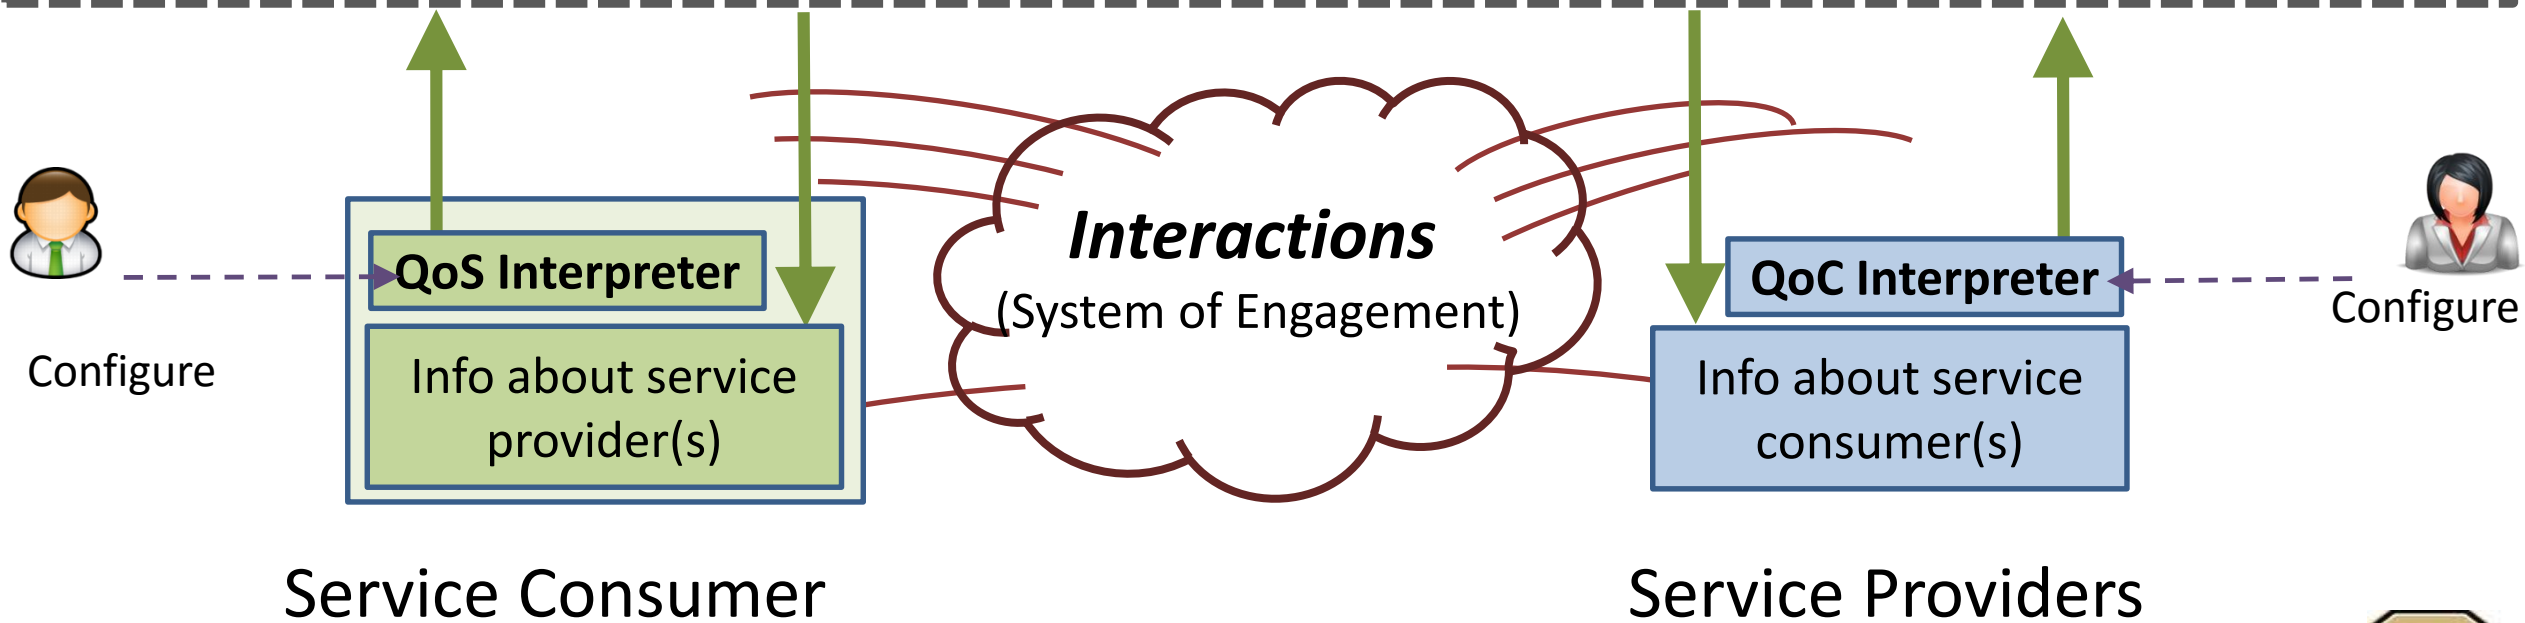 Interactions
(System of Engagement)
QoS Interpreter
Info about service
provider(s)
Configure
QoC Interpreter
Info about service
consumer(s)
Configure
Service Consumer
Service Providers